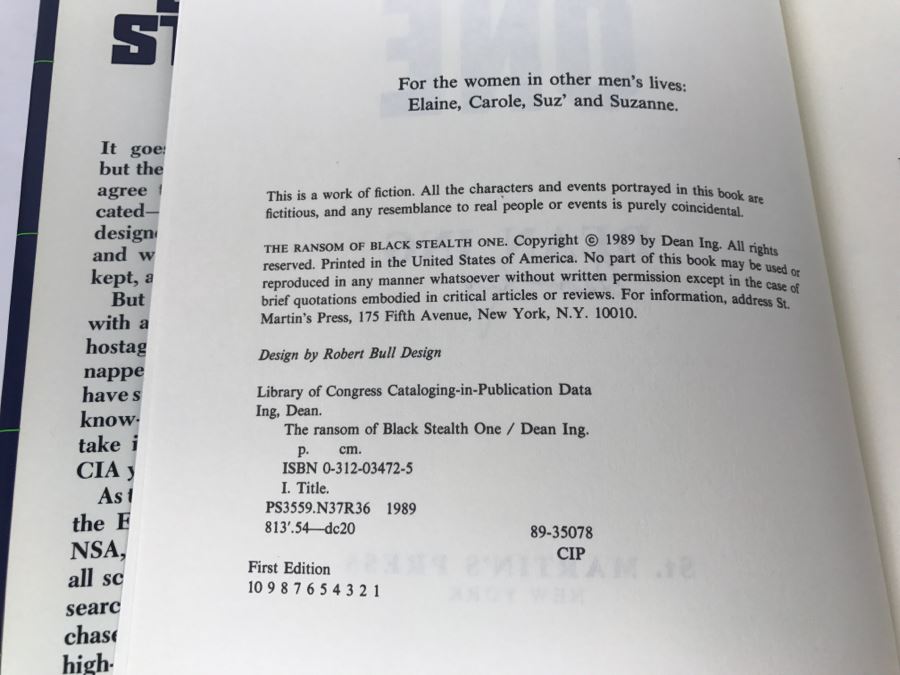 ST
It goes
but the
agree
cated—
design
and w
kept, a
But
with a
hostag
nappe
have s
know-
take i
CIA y
As t
the E
NSA,
all sc
searc
chase
high-
For the women in other men's lives:
Elaine, Carole, Suz' and Suzanne.
This is a work of fiction. All the characters and events portrayed in this book are
fictitious, and any resemblance to real people or events is purely coincidental.
THE RANSOM OF BLACK STEALTH ONE. Copyright © 1989 by Dean Ing. All rights
reserved. Printed in the United States of America. No part of this book may be used or
reproduced in any manner whatsoever without written permission except in the case of
brief quotations embodied in critical articles or reviews. For information, address St.
Martin's Press, 175 Fifth Avenue, New York, N.Y. 10010.
Design by Robert Bull Design
Library of Congress Cataloging-in-Publication Data
Ing, Dean.
The ransom of Black Stealth One / Dean Ing.
p. cm.
ISBN 0-312-03472-5
I. Title.
PS3559.N37R36 1989
813'.54—dc20 89-35078
CIP
First Edition
10 9 8 7 6 5 4 3 2 1